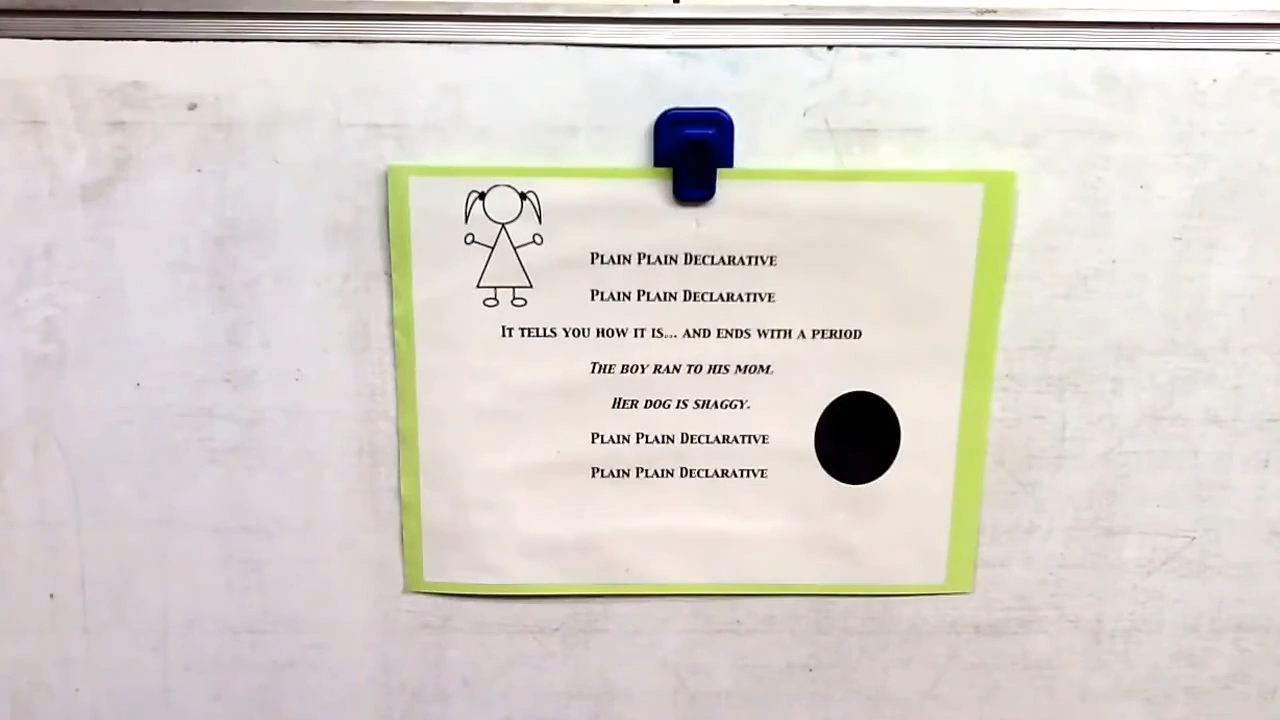 Plain Plain Declarative
Plain Plain Declarative
It tells you how it is... and ends with a period
The boy ran to his mom.
Her dog is shaggy.
Plain Plain Declarative
Plain Plain Declarative